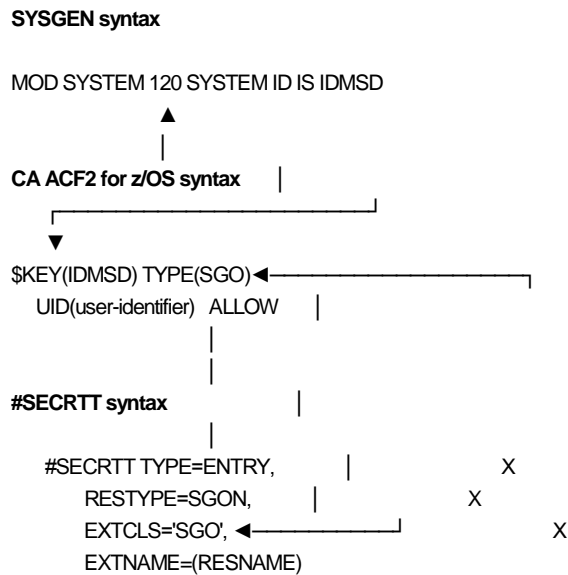 SYSGEN syntax
MOD SYSTEM 120 SYSTEM ID IS IDMSD
CA ACF2 for z/OS syntax
$KEY(IDMSD) TYPE(SGO)
UID(user-identifier) ALLOW
#SECRTT syntax
#SECRTT TYPE=ENTRY, X
RESTYPE=SGON, X
EXTCLS='SGO', X
EXTNAME=(RESNAME)